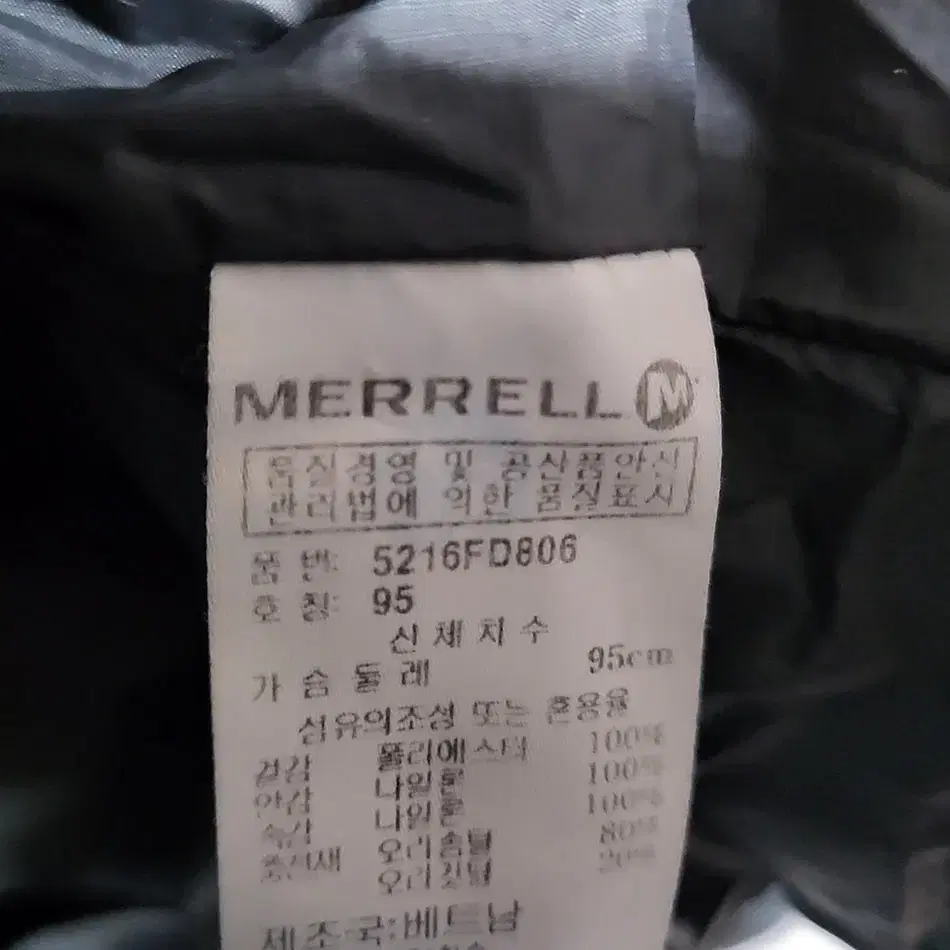 MERRELL M
품질경영 및 공산품안전
관리법에 의한 품질표시
품 번: 5216FD806
호 칭: 95
신체치수
가슴둘레 95cm
섬유의조성 또는 혼용율
겉감 폴리에스터 100%
안감 나일론 100%
속감 나일론 100%
충전재 오리솜털 80%
오리깃털 20%
제조국:베트남